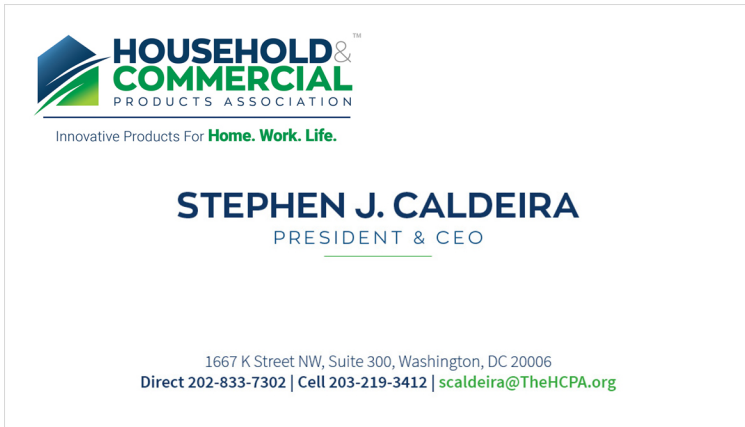 HOUSEHOLD& ™
COMMERCIAL
PRODUCTS ASSOCIATION
Innovative Products For Home. Work. Life.
STEPHEN J. CALDEIRA
PRESIDENT & CEO
1667 K Street NW, Suite 300, Washington, DC 20006
Direct 202-833-7302 | Cell 203-219-3412 | scaldeira@TheHCPA.org